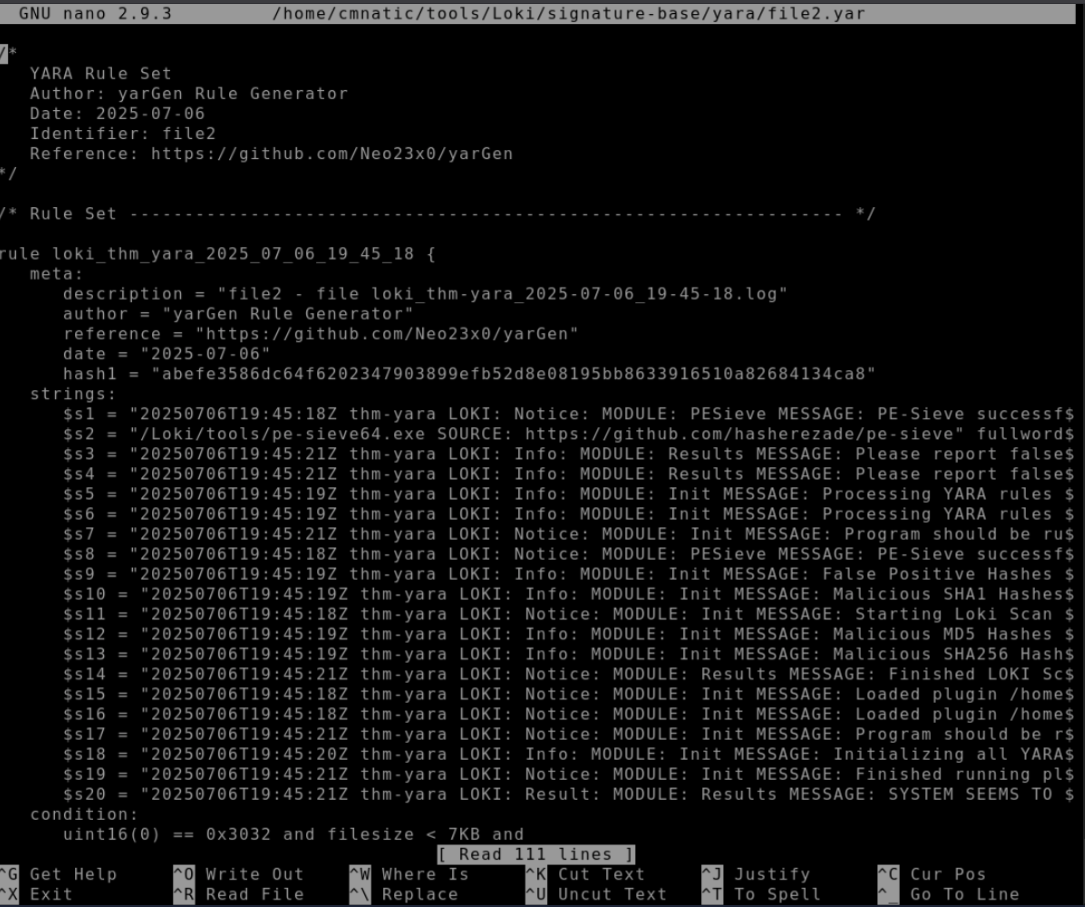 GNU nano 2.9.3 /home/cmnatic/tools/Loki/signature-base/yara/file2.yar
/*
YARA Rule Set
Author: yarGen Rule Generator
Date: 2025-07-06
Identifier: file2
Reference: https://github.com/Neo23x0/yarGen
*/
/* Rule Set ----------------------------------------------------------------- */
rule loki_thm_yara_2025_07_06_19_45_18 {
meta:
description = "file2 - file loki_thm-yara_2025-07-06_19-45-18.log"
author = "yarGen Rule Generator"
reference = "https://github.com/Neo23x0/yarGen"
date = "2025-07-06"
hash1 = "abefe3586dc64f6202347903899efb52d8e08195bb8633916510a82684134ca8"
strings:
$s1 = "20250706T19:45:18Z thm-yara LOKI: Notice: MODULE: PESieve MESSAGE: PE-Sieve successf$
$s2 = "/Loki/tools/pe-sieve64.exe SOURCE: https://github.com/hasherezade/pe-sieve" fullword$
$s3 = "20250706T19:45:21Z thm-yara LOKI: Info: MODULE: Results MESSAGE: Please report false$
$s4 = "20250706T19:45:21Z thm-yara LOKI: Info: MODULE: Results MESSAGE: Please report false$
$s5 = "20250706T19:45:19Z thm-yara LOKI: Info: MODULE: Init MESSAGE: Processing YARA rules $
$s6 = "20250706T19:45:19Z thm-yara LOKI: Info: MODULE: Init MESSAGE: Processing YARA rules $
$s7 = "20250706T19:45:21Z thm-yara LOKI: Notice: MODULE: Init MESSAGE: Program should be ru$
$s8 = "20250706T19:45:18Z thm-yara LOKI: Notice: MODULE: PESieve MESSAGE: PE-Sieve successf$
$s9 = "20250706T19:45:19Z thm-yara LOKI: Info: MODULE: Init MESSAGE: False Positive Hashes $
$s10 = "20250706T19:45:19Z thm-yara LOKI: Info: MODULE: Init MESSAGE: Malicious SHA1 Hashes$
$s11 = "20250706T19:45:18Z thm-yara LOKI: Notice: MODULE: Init MESSAGE: Starting Loki Scan $
$s12 = "20250706T19:45:19Z thm-yara LOKI: Info: MODULE: Init MESSAGE: Malicious MD5 Hashes $
$s13 = "20250706T19:45:19Z thm-yara LOKI: Info: MODULE: Init MESSAGE: Malicious SHA256 Hash$
$s14 = "20250706T19:45:21Z thm-yara LOKI: Notice: MODULE: Results MESSAGE: Finished LOKI Sc$
$s15 = "20250706T19:45:18Z thm-yara LOKI: Notice: MODULE: Init MESSAGE: Loaded plugin /home$
$s16 = "20250706T19:45:18Z thm-yara LOKI: Notice: MODULE: Init MESSAGE: Loaded plugin /home$
$s17 = "20250706T19:45:21Z thm-yara LOKI: Notice: MODULE: Init MESSAGE: Program should be r$
$s18 = "20250706T19:45:20Z thm-yara LOKI: Info: MODULE: Init MESSAGE: Initializing all YARA$
$s19 = "20250706T19:45:21Z thm-yara LOKI: Notice: MODULE: Init MESSAGE: Finished running pl$
$s20 = "20250706T19:45:21Z thm-yara LOKI: Result: MODULE: Results MESSAGE: SYSTEM SEEMS TO $
condition:
uint16(0) == 0x3032 and filesize < 7KB and
[ Read 111 lines ]
^G Get Help ^O Write Out ^W Where Is ^K Cut Text ^J Justify ^C Cur Pos
^X Exit ^R Read File ^\ Replace ^U Uncut Text ^T To Spell ^_ Go To Line